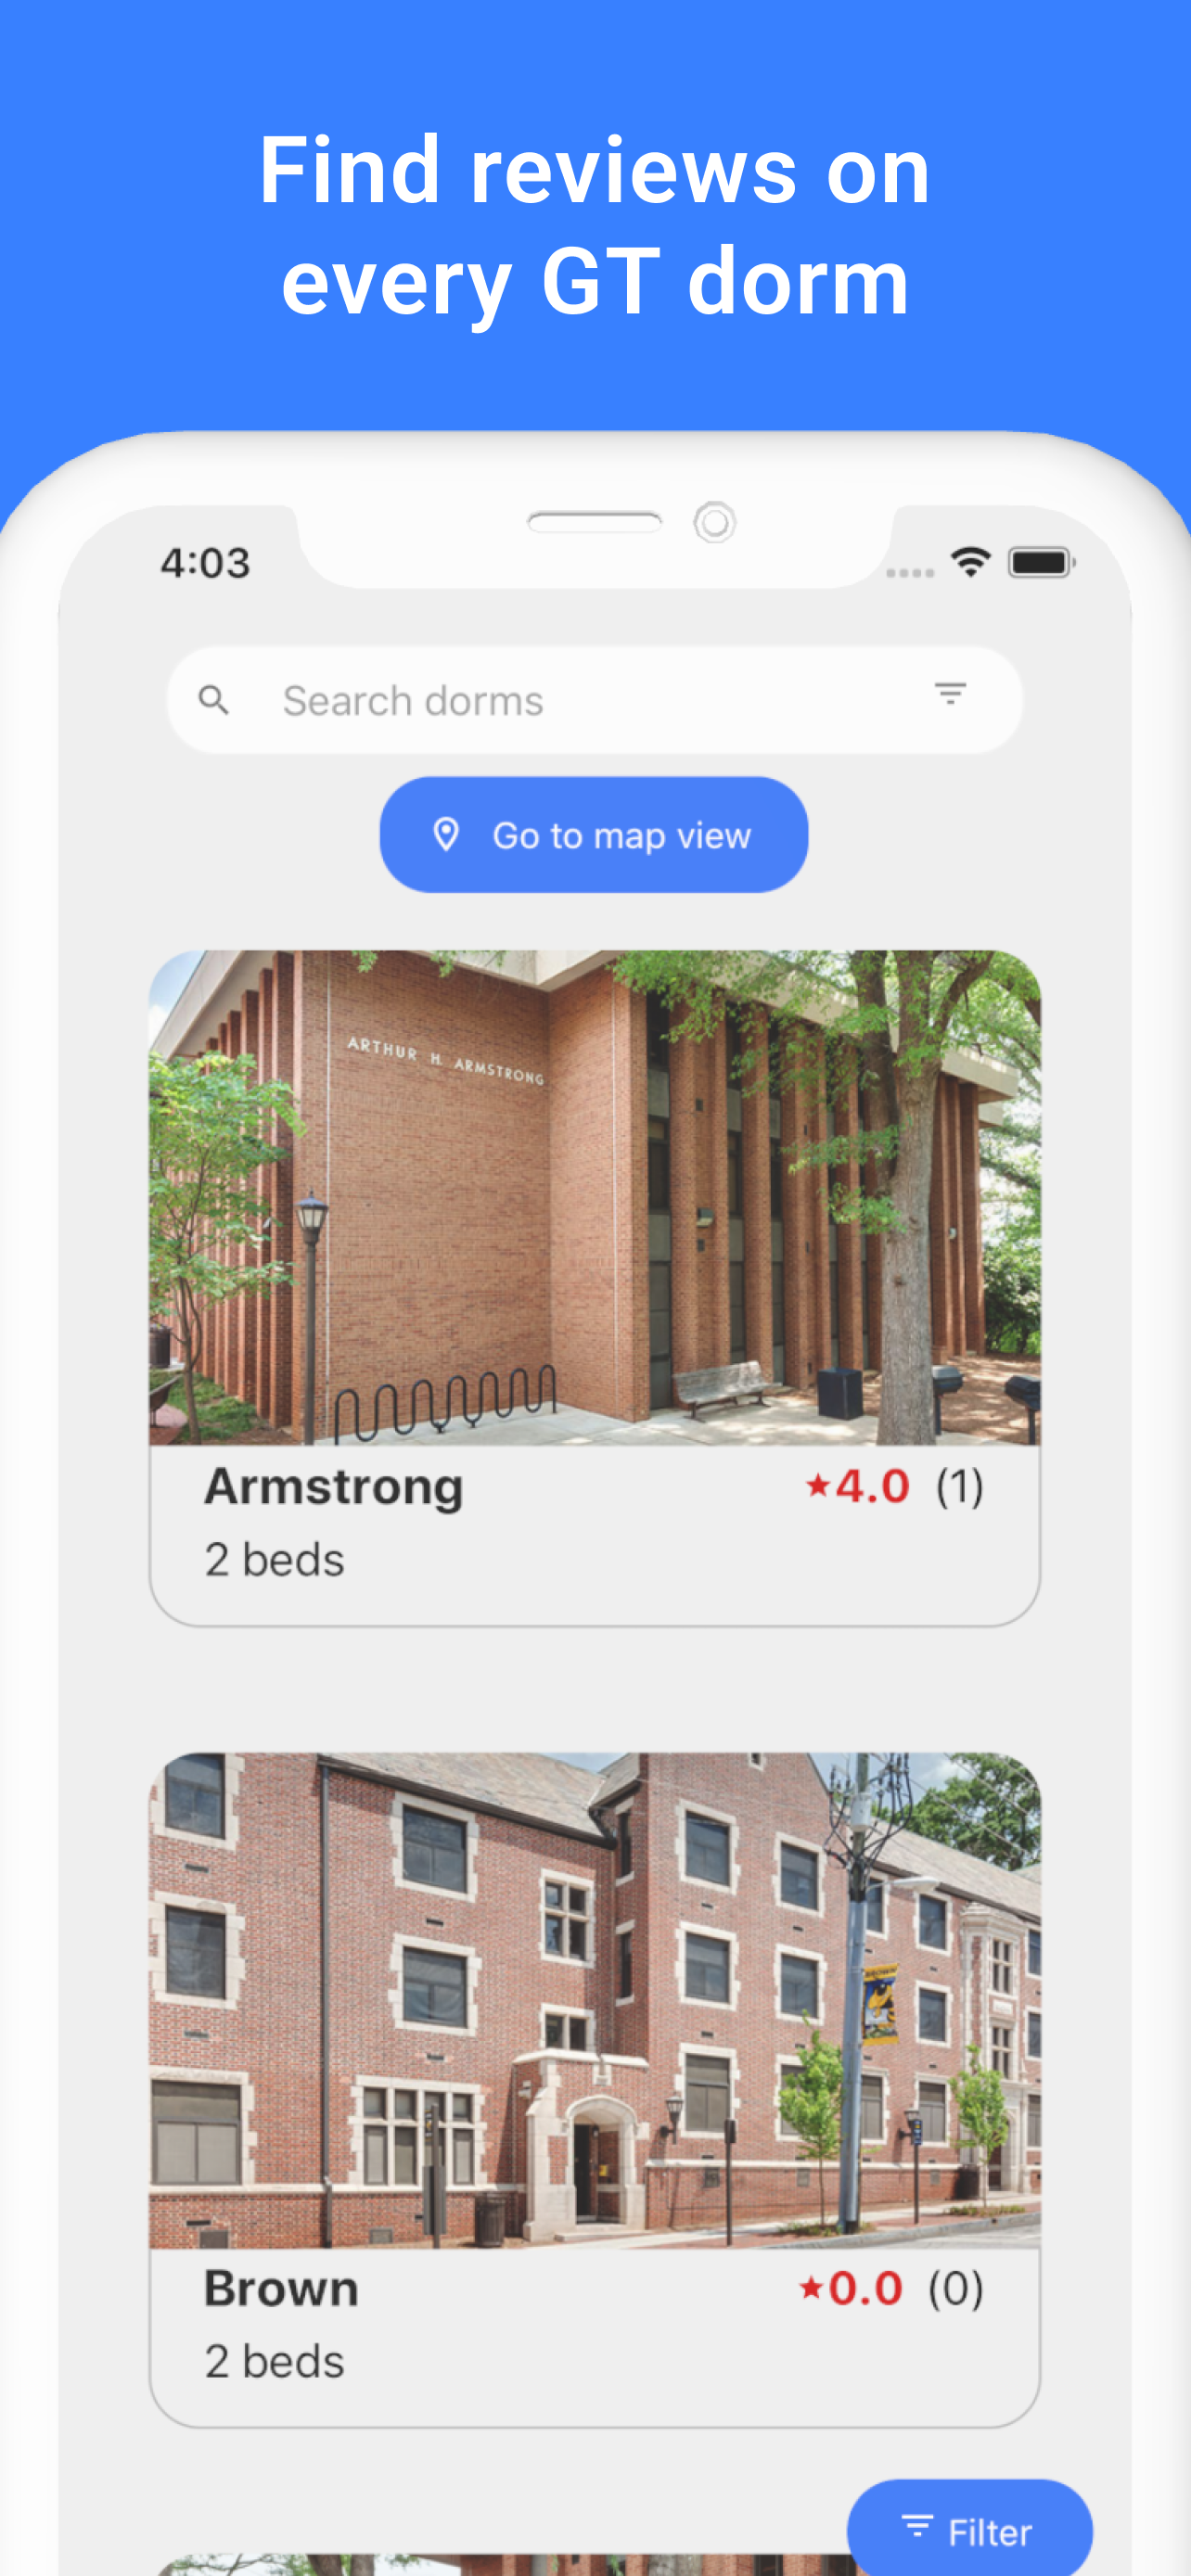 Find reviews on
every GT dorm
4:03
Search dorms
Go to map view
ARTHUR H. ARMSTRONG
Armstrong
★4.0 (1)
2 beds
Brown
★0.0 (0)
2 beds
Filter